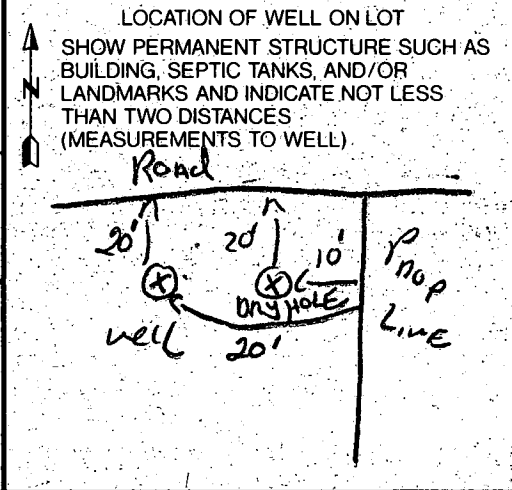 LOCATION OF WELL ON LOT
SHOW PERMANENT STRUCTURE SUCH AS
BUILDING, SEPTIC TANKS, AND/OR
LANDMARKS AND INDICATE NOT LESS
THAN TWO DISTANCES
(MEASUREMENTS TO WELL)
N
Road
20' 20' 10' Prop
X X
DRY HOLE LINE
well 20'